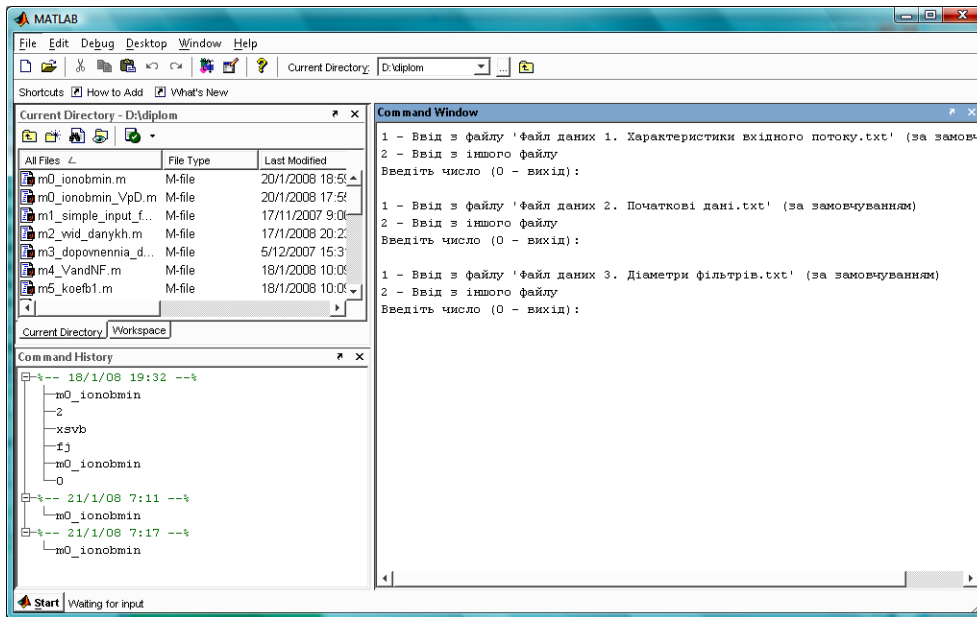 MATLAB
File Edit Debug Desktop Window Help
Current Directory: D:\diplom
Shortcuts How to Add What's New
Current Directory - D:\diplom
All Files File Type Last Modified
m0_ionobmin.m M-file 20/1/2008 18:5
m0_ionobmin_VpD.m M-file 20/1/2008 17:5
m1_simple_input_f... M-file 17/11/2007 9:0
m2_wid_danykh.m M-file 17/1/2008 20:2
m3_dopovnennia_d... M-file 5/12/2007 15:3
m4_VandNF.m M-file 18/1/2008 10:0
m5_koefb1.m M-file 18/1/2008 10:0
Current Directory Workspace
Command History
%-- 18/1/08 19:32 --%
m0_ionobmin
2
xsvb
fj
m0_ionobmin
0
%-- 21/1/08 7:11 --%
m0_ionobmin
%-- 21/1/08 7:17 --%
m0_ionobmin
Command Window
1 - Ввід з файлу 'Файл даних 1. Характеристики вхідного потоку.txt' (за замовч
2 - Ввід з іншого файлу
Введіть число (0 - вихід):
1 - Ввід з файлу 'Файл даних 2. Початкові дані.txt' (за замовчуванням)
2 - Ввід з іншого файлу
Введіть число (0 - вихід):
1 - Ввід з файлу 'Файл даних 3. Діаметри фільтрів.txt' (за замовчуванням)
2 - Ввід з іншого файлу
Введіть число (0 - вихід):
Start Waiting for input